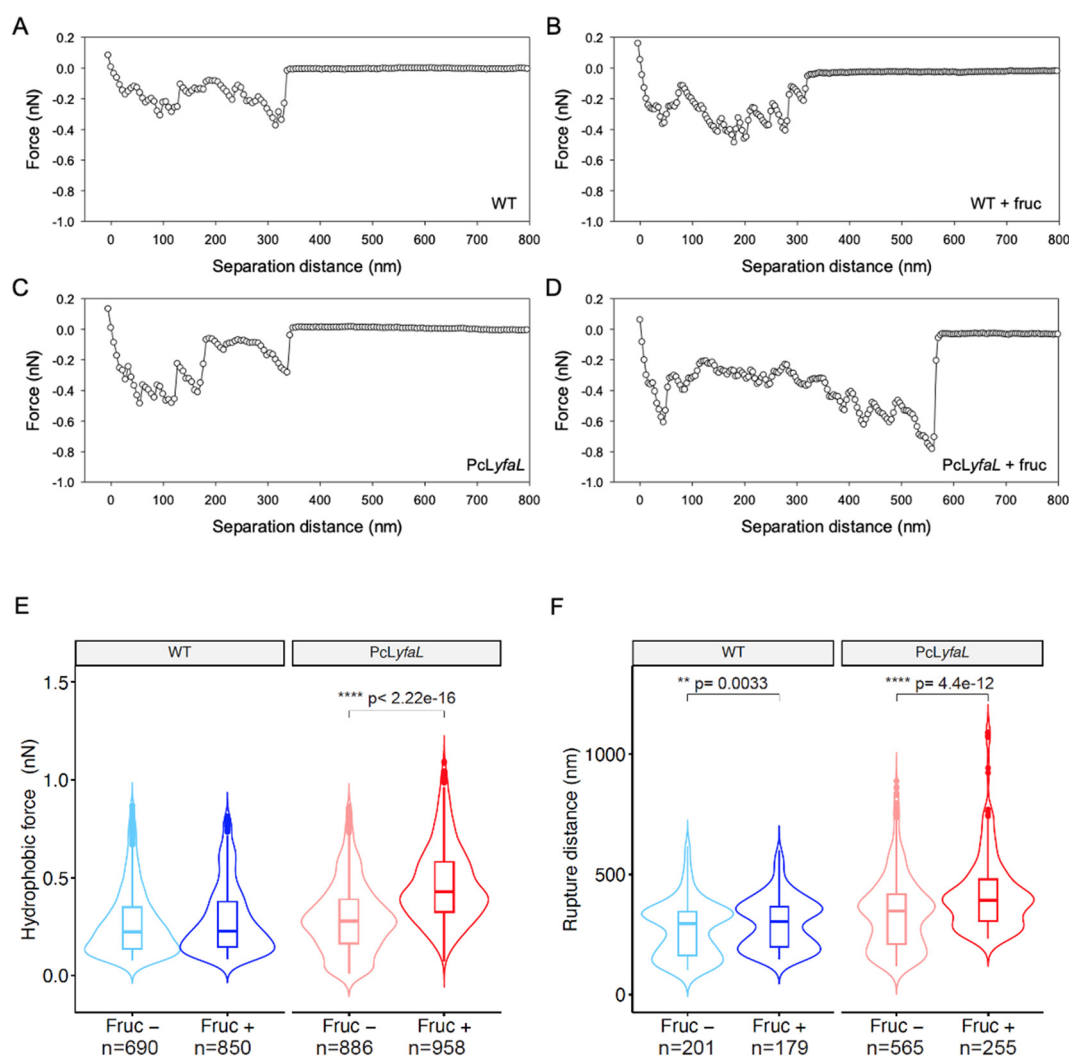 A
0.2
0.0
-0.2
-0.4
-0.6
-0.8
-1.0
Force (nN)
0 100 200 300 400 500 600 700 800
Separation distance (nm)
WT
B
0.2
0.0
-0.2
-0.4
-0.6
-0.8
-1.0
Force (nN)
0 100 200 300 400 500 600 700 800
Separation distance (nm)
WT + fruc
C
0.2
0.0
-0.2
-0.4
-0.6
-0.8
-1.0
Force (nN)
0 100 200 300 400 500 600 700 800
Separation distance (nm)
PcLyfaL
D
0.2
0.0
-0.2
-0.4
-0.6
-0.8
-1.0
Force (nN)
0 100 200 300 400 500 600 700 800
Separation distance (nm)
PcLyfaL + fruc
E
WT PcLyfaL
1.5
1.0
0.5
0.0
Hydrophobic force (nN)
**** p< 2.22e-16
Fruc − Fruc + Fruc − Fruc +
n=690 n=850 n=886 n=958
F
WT PcLyfaL
1000
500
0
Rupture distance (nm)
** p= 0.0033
**** p= 4.4e-12
Fruc − Fruc + Fruc − Fruc +
n=201 n=179 n=565 n=255